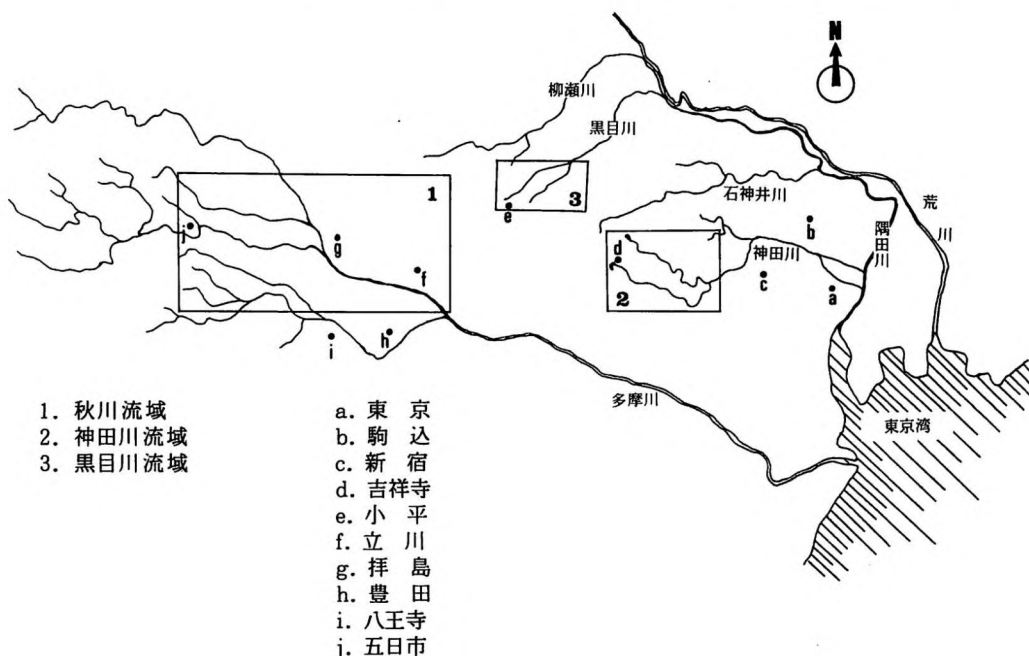 N
柳瀬川
黒目川
1
3
e
石神井川
荒川
b
隅田川
j
g
d
神田川
f
2
c
a
h
i
多摩川
東京湾
1. 秋川流域
2. 神田川流域
3. 黒目川流域
a. 東 京
b. 駒 込
c. 新 宿
d. 吉祥寺
e. 小 平
f. 立 川
g. 拝 島
h. 豊 田
i. 八王寺
j. 五日市